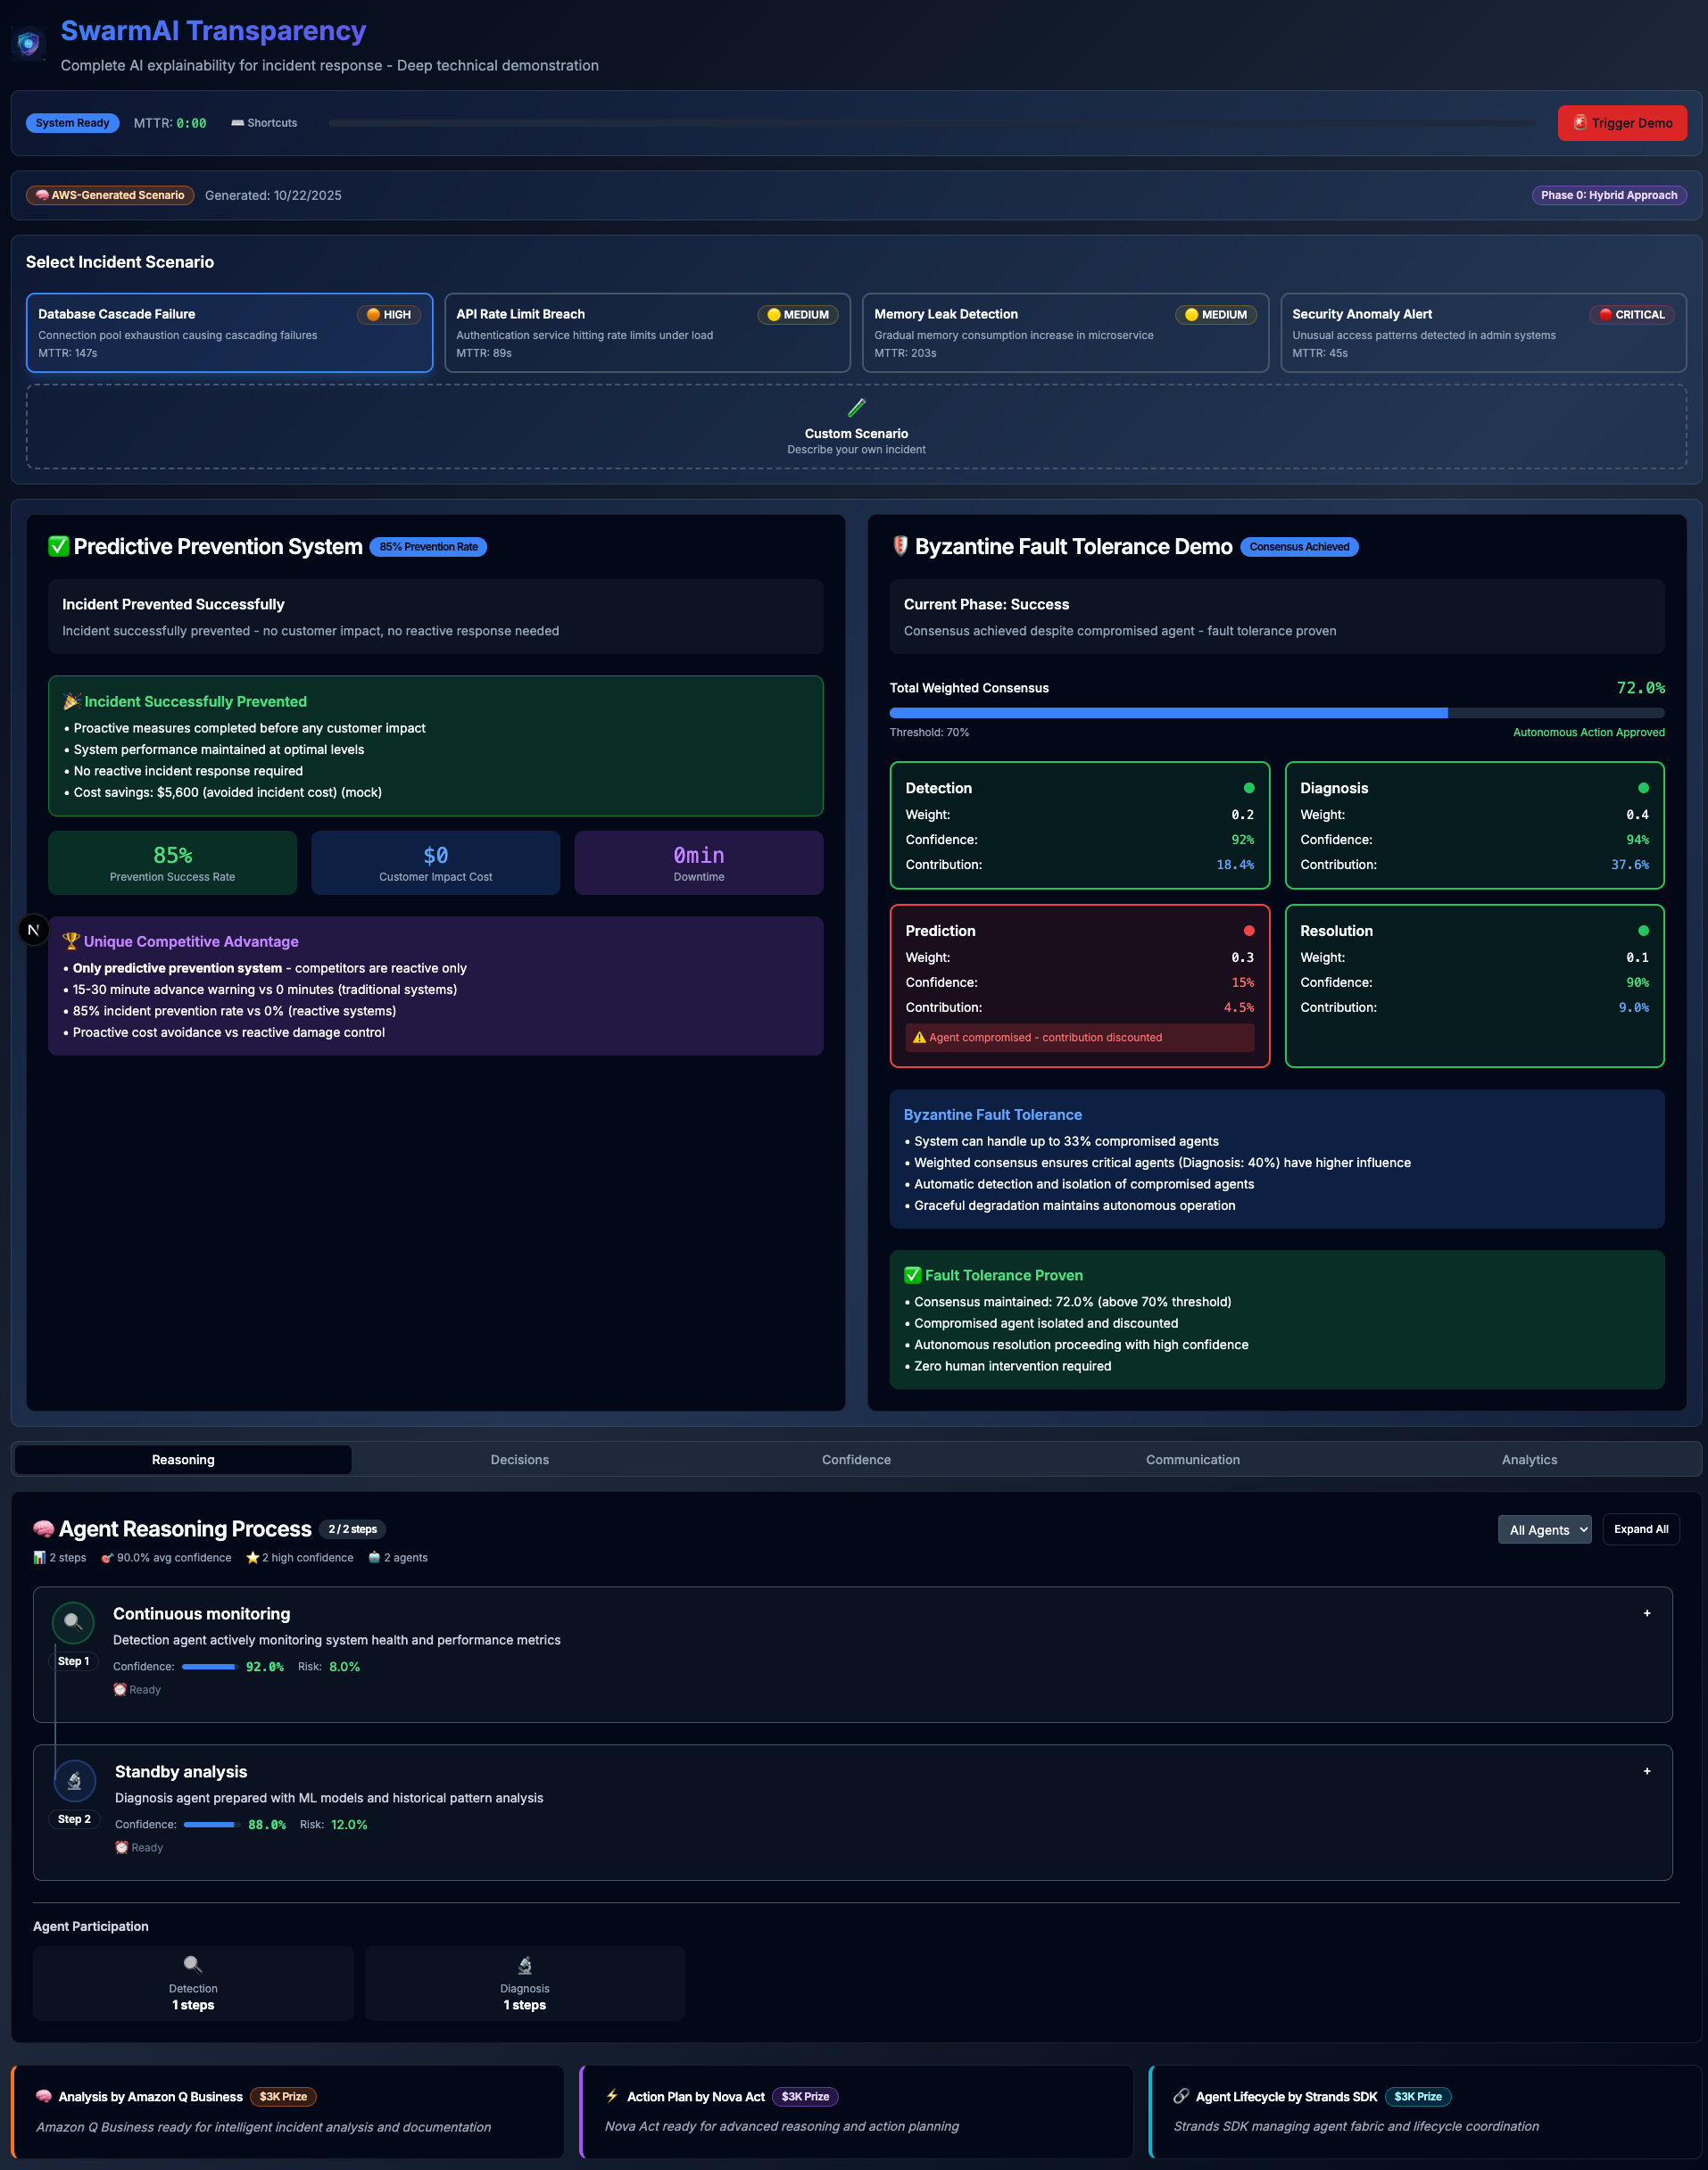 SwarmAI Transparency
Complete AI explainability for incident response - Deep technical demonstration
System Ready
MTTR: 0:00
Shortcuts
Trigger Demo
AWS-Generated Scenario
Generated: 10/22/2025
Phase 0: Hybrid Approach
Select Incident Scenario
Database Cascade Failure
HIGH
Connection pool exhaustion causing cascading failures
MTTR: 147s
API Rate Limit Breach
MEDIUM
Authentication service hitting rate limits under load
MTTR: 89s
Memory Leak Detection
MEDIUM
Gradual memory consumption increase in microservice
MTTR: 203s
Security Anomaly Alert
CRITICAL
Unusual access patterns detected in admin systems
MTTR: 45s
Custom Scenario
Describe your own incident
Predictive Prevention System
85% Prevention Rate
Incident Prevented Successfully
Incident successfully prevented - no customer impact, no reactive response needed
Incident Successfully Prevented
• Proactive measures completed before any customer impact
• System performance maintained at optimal levels
• No reactive incident response required
• Cost savings: $5,600 (avoided incident cost) (mock)
85%
Prevention Success Rate
$0
Customer Impact Cost
0min
Downtime
N
Unique Competitive Advantage
• Only predictive prevention system - competitors are reactive only
• 15-30 minute advance warning vs 0 minutes (traditional systems)
• 85% incident prevention rate vs 0% (reactive systems)
• Proactive cost avoidance vs reactive damage control
Byzantine Fault Tolerance Demo
Consensus Achieved
Current Phase: Success
Consensus achieved despite compromised agent - fault tolerance proven
Total Weighted Consensus
72.0%
Threshold: 70%
Autonomous Action Approved
Detection
Weight: 0.2
Confidence: 92%
Contribution: 18.4%
Diagnosis
Weight: 0.4
Confidence: 94%
Contribution: 37.6%
Prediction
Weight: 0.3
Confidence: 15%
Contribution: 4.5%
Agent compromised - contribution discounted
Resolution
Weight: 0.1
Confidence: 90%
Contribution: 9.0%
Byzantine Fault Tolerance
• System can handle up to 33% compromised agents
• Weighted consensus ensures critical agents (Diagnosis: 40%) have higher influence
• Automatic detection and isolation of compromised agents
• Graceful degradation maintains autonomous operation
Fault Tolerance Proven
• Consensus maintained: 72.0% (above 70% threshold)
• Compromised agent isolated and discounted
• Autonomous resolution proceeding with high confidence
• Zero human intervention required
Reasoning
Decisions
Confidence
Communication
Analytics
Agent Reasoning Process
2 / 2 steps
All Agents
Expand All
2 steps
90.0% avg confidence
2 high confidence
2 agents
Continuous monitoring
+
Detection agent actively monitoring system health and performance metrics
Step 1
Confidence: 92.0% Risk: 8.0%
Ready
Standby analysis
+
Diagnosis agent prepared with ML models and historical pattern analysis
Step 2
Confidence: 88.0% Risk: 12.0%
Ready
Agent Participation
Detection
1 steps
Diagnosis
1 steps
Analysis by Amazon Q Business
$3K Prize
Amazon Q Business ready for intelligent incident analysis and documentation
Action Plan by Nova Act
$3K Prize
Nova Act ready for advanced reasoning and action planning
Agent Lifecycle by Strands SDK
$3K Prize
Strands SDK managing agent fabric and lifecycle coordination